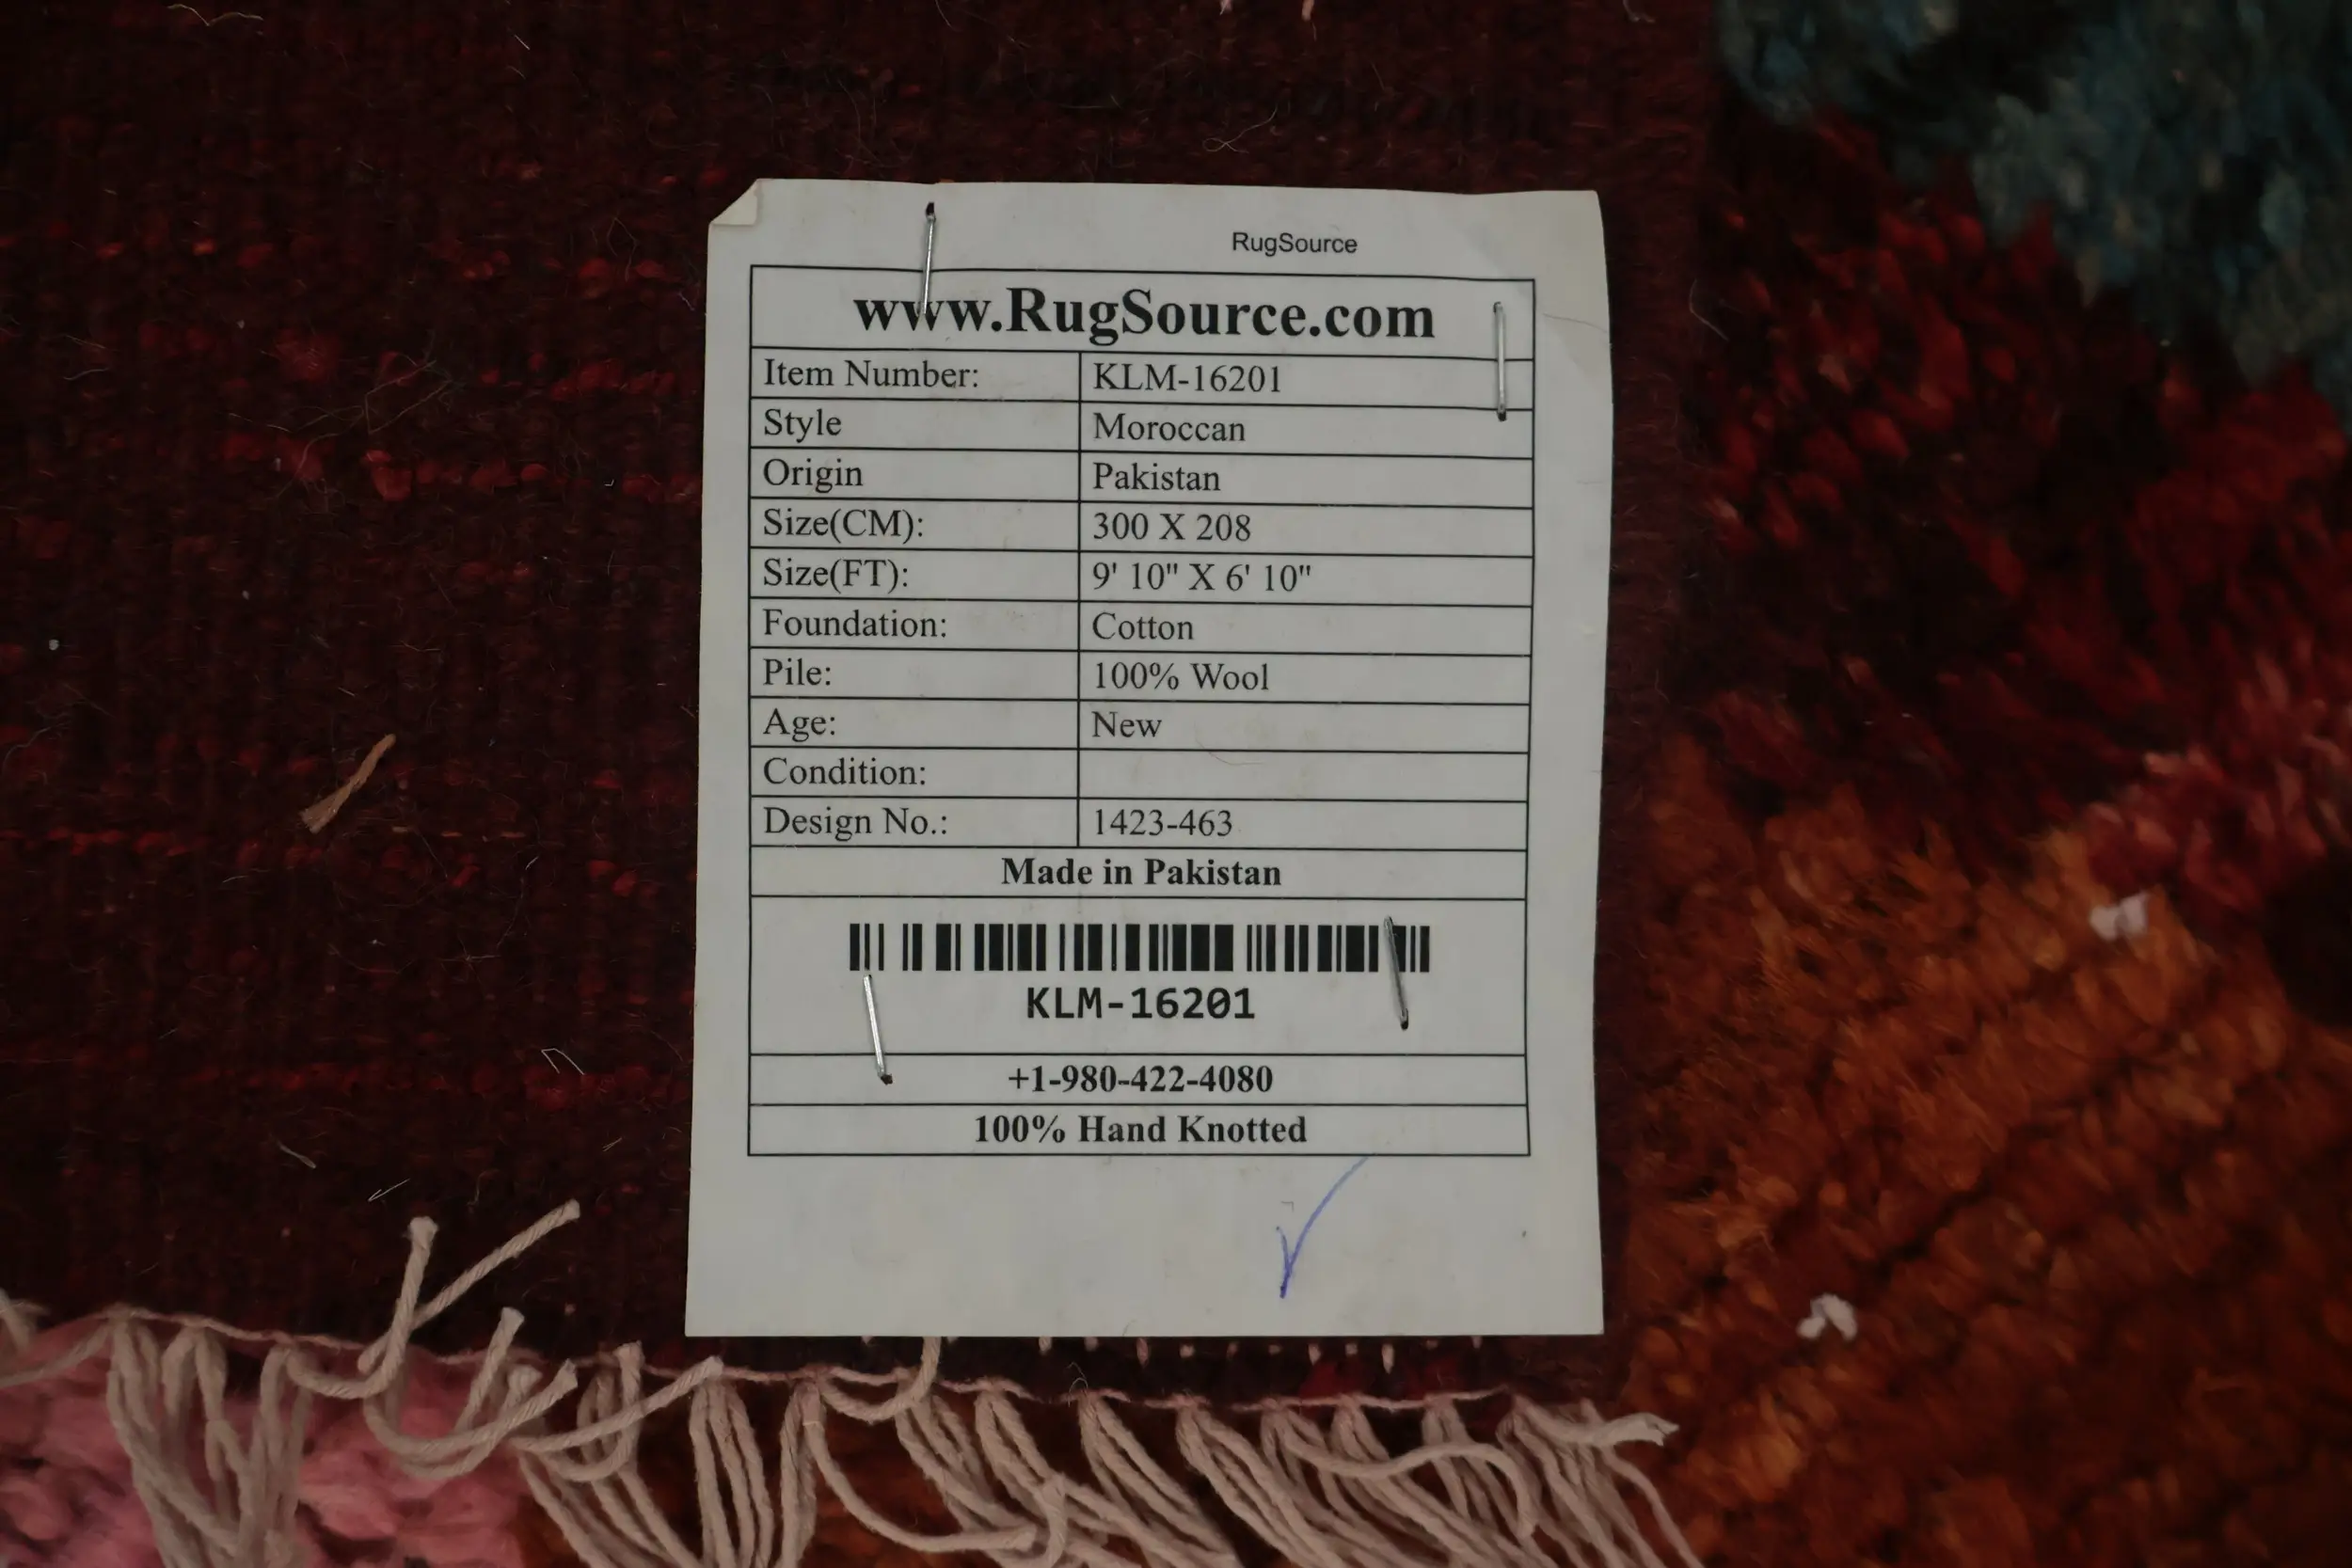 RugSource
www.RugSource.com
Item Number: KLM-16201
Style Moroccan
Origin Pakistan
Size(CM): 300 X 208
Size(FT): 9' 10" X 6' 10"
Foundation: Cotton
Pile: 100% Wool
Age: New
Condition:
Design No.: 1423-463
Made in Pakistan
KLM-16201
+1-980-422-4080
100% Hand Knotted